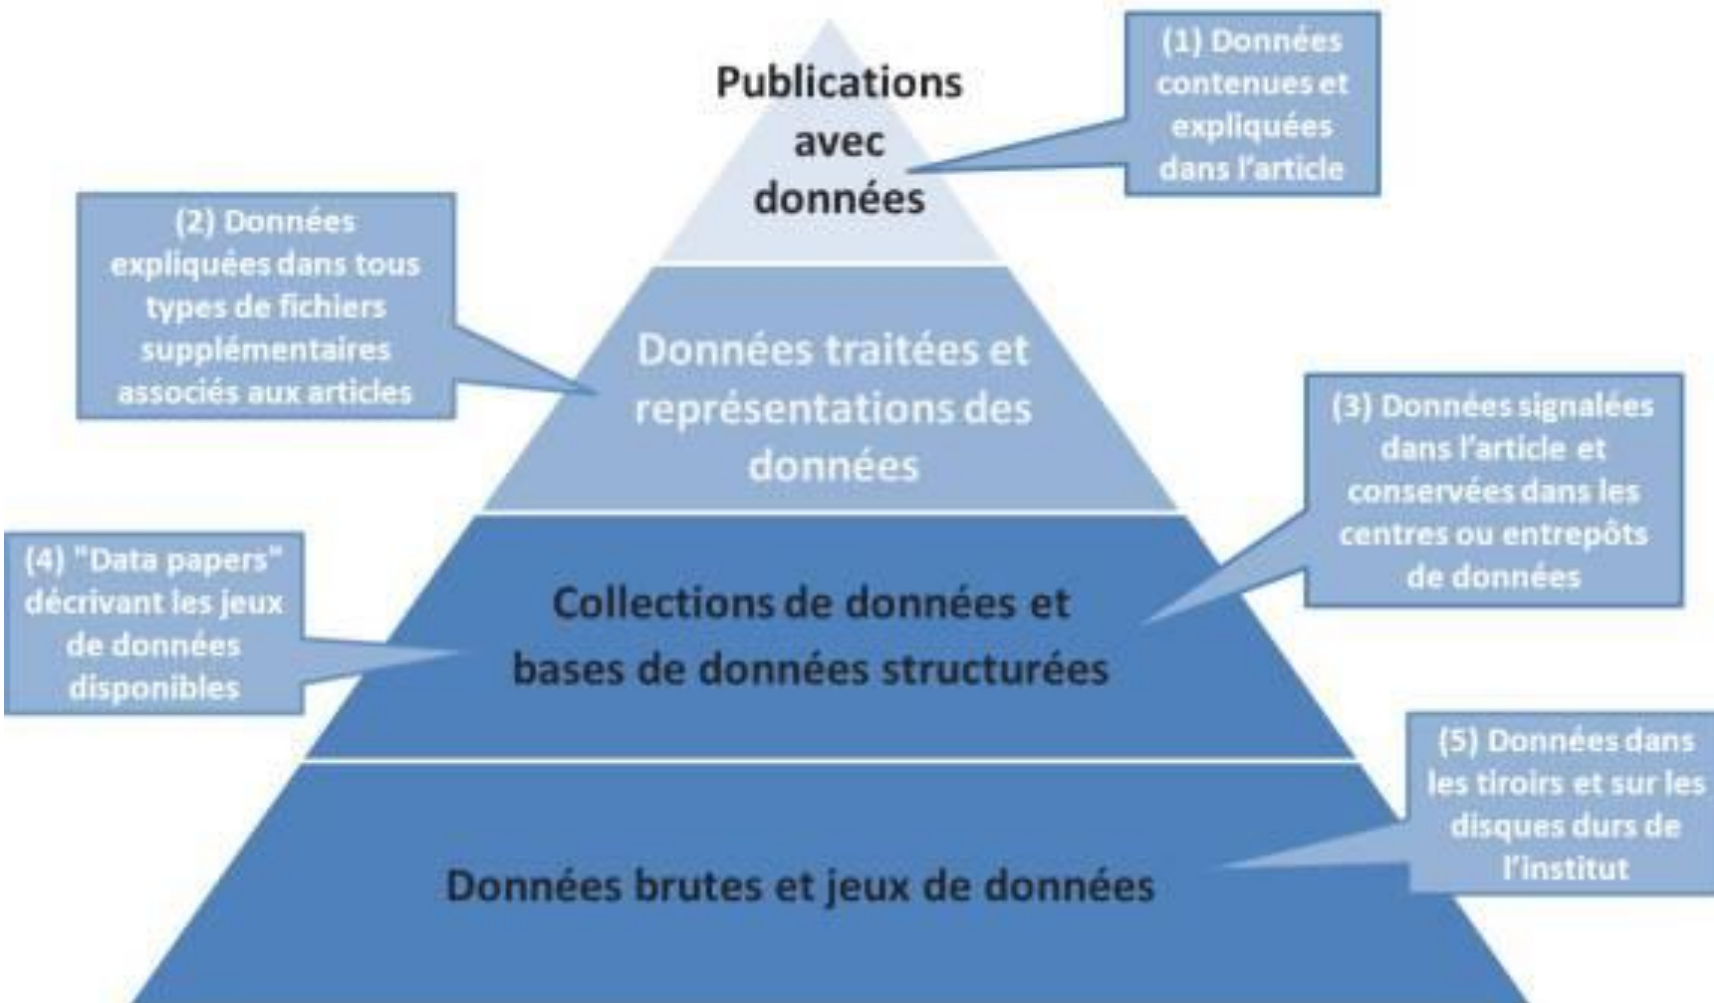 Publications
avec
données
(1) Données
contenues et
expliquées
dans l'article
(2) Données
expliquées dans tous
types de fichiers
supplémentaires
associés aux articles
Données traitées et
représentations des
données
(3) Données signalées
dans l'article et
conservées dans les
centres ou entrepôts
de données
(4) "Data papers"
décrivant les jeux
de données
disponibles
Collections de données et
bases de données structurées
(5) Données dans
les tiroirs et sur les
disques durs de
l'institut
Données brutes et jeux de données